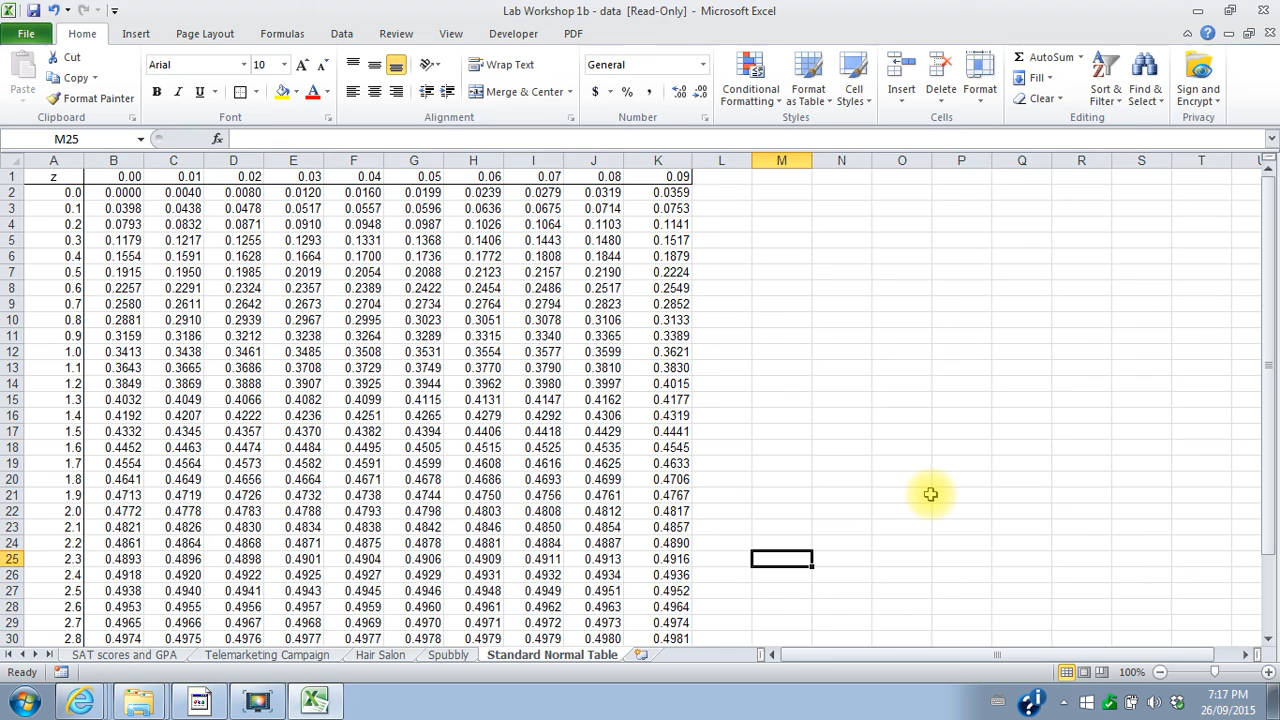 Lab Workshop 1b - data [Read-Only] - Microsoft Excel
File Home Insert Page Layout Formulas Data Review View Developer PDF
Paste Cut Copy Format Painter Clipboard
Arial 10 A A B I U A Font
Wrap Text Merge & Center Alignment
General $ % , .0 .00 .00 .0 Number
Conditional Formatting Format as Table Cell Styles Styles
Insert Delete Format Cells
Σ AutoSum Fill Clear Sort & Filter Find & Select Editing
Sign and Encrypt Privacy
M25 fx
A B C D E F G H I J K L M N O P Q R S T U
1 z 0.00 0.01 0.02 0.03 0.04 0.05 0.06 0.07 0.08 0.09
2 0.0 0.0000 0.0040 0.0080 0.0120 0.0160 0.0199 0.0239 0.0279 0.0319 0.0359
3 0.1 0.0398 0.0438 0.0478 0.0517 0.0557 0.0596 0.0636 0.0675 0.0714 0.0753
4 0.2 0.0793 0.0832 0.0871 0.0910 0.0948 0.0987 0.1026 0.1064 0.1103 0.1141
5 0.3 0.1179 0.1217 0.1255 0.1293 0.1331 0.1368 0.1406 0.1443 0.1480 0.1517
6 0.4 0.1554 0.1591 0.1628 0.1664 0.1700 0.1736 0.1772 0.1808 0.1844 0.1879
7 0.5 0.1915 0.1950 0.1985 0.2019 0.2054 0.2088 0.2123 0.2157 0.2190 0.2224
8 0.6 0.2257 0.2291 0.2324 0.2357 0.2389 0.2422 0.2454 0.2486 0.2517 0.2549
9 0.7 0.2580 0.2611 0.2642 0.2673 0.2704 0.2734 0.2764 0.2794 0.2823 0.2852
10 0.8 0.2881 0.2910 0.2939 0.2967 0.2995 0.3023 0.3051 0.3078 0.3106 0.3133
11 0.9 0.3159 0.3186 0.3212 0.3238 0.3264 0.3289 0.3315 0.3340 0.3365 0.3389
12 1.0 0.3413 0.3438 0.3461 0.3485 0.3508 0.3531 0.3554 0.3577 0.3599 0.3621
13 1.1 0.3643 0.3665 0.3686 0.3708 0.3729 0.3749 0.3770 0.3790 0.3810 0.3830
14 1.2 0.3849 0.3869 0.3888 0.3907 0.3925 0.3944 0.3962 0.3980 0.3997 0.4015
15 1.3 0.4032 0.4049 0.4066 0.4082 0.4099 0.4115 0.4131 0.4147 0.4162 0.4177
16 1.4 0.4192 0.4207 0.4222 0.4236 0.4251 0.4265 0.4279 0.4292 0.4306 0.4319
17 1.5 0.4332 0.4345 0.4357 0.4370 0.4382 0.4394 0.4406 0.4418 0.4429 0.4441
18 1.6 0.4452 0.4463 0.4474 0.4484 0.4495 0.4505 0.4515 0.4525 0.4535 0.4545
19 1.7 0.4554 0.4564 0.4573 0.4582 0.4591 0.4599 0.4608 0.4616 0.4625 0.4633
20 1.8 0.4641 0.4649 0.4656 0.4664 0.4671 0.4678 0.4686 0.4693 0.4699 0.4706
21 1.9 0.4713 0.4719 0.4726 0.4732 0.4738 0.4744 0.4750 0.4756 0.4761 0.4767
22 2.0 0.4772 0.4778 0.4783 0.4788 0.4793 0.4798 0.4803 0.4808 0.4812 0.4817
23 2.1 0.4821 0.4826 0.4830 0.4834 0.4838 0.4842 0.4846 0.4850 0.4854 0.4857
24 2.2 0.4861 0.4864 0.4868 0.4871 0.4875 0.4878 0.4881 0.4884 0.4887 0.4890
25 2.3 0.4893 0.4896 0.4898 0.4901 0.4904 0.4906 0.4909 0.4911 0.4913 0.4916
26 2.4 0.4918 0.4920 0.4922 0.4925 0.4927 0.4929 0.4931 0.4932 0.4934 0.4936
27 2.5 0.4938 0.4940 0.4941 0.4943 0.4945 0.4946 0.4948 0.4949 0.4951 0.4952
28 2.6 0.4953 0.4955 0.4956 0.4957 0.4959 0.4960 0.4961 0.4962 0.4963 0.4964
29 2.7 0.4965 0.4966 0.4967 0.4968 0.4969 0.4970 0.4971 0.4972 0.4973 0.4974
30 2.8 0.4974 0.4975 0.4976 0.4977 0.4977 0.4978 0.4979 0.4979 0.4980 0.4981
SAT scores and GPA Telemarketing Campaign Hair Salon Spubbly Standard Normal Table
Ready 100%
7:17 PM
26/09/2015